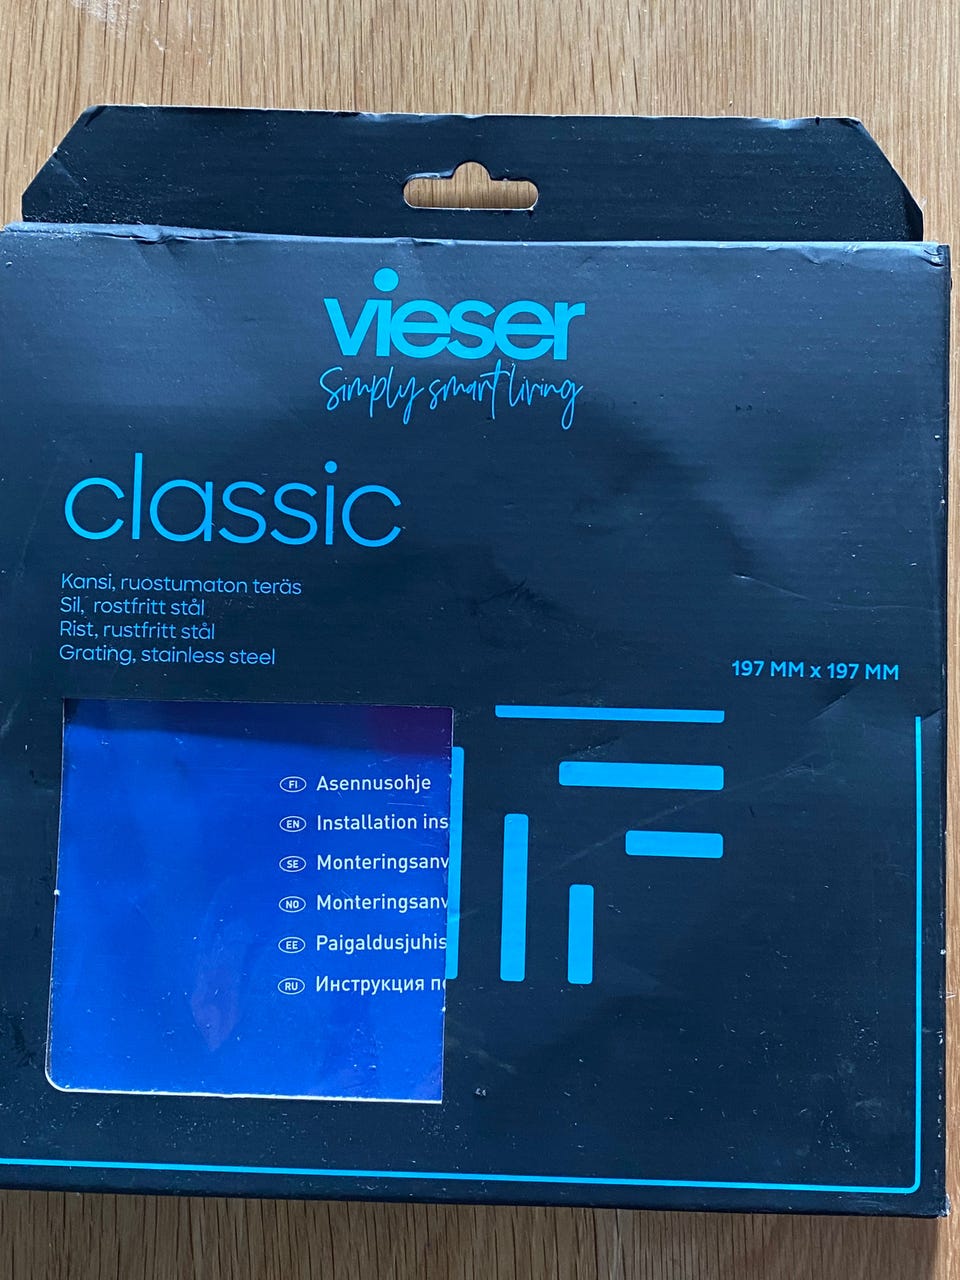 vieser
Simply smart living
classic
Kansi, ruostumaton teräs
Sil, rostfritt stål
Rist, rustfritt stål
Grating, stainless steel
197 MM x 197 MM
FI Asennusohje
EN Installation ins
SE Monteringsanv
NO Monteringsanv
EE Paigaldusjuhis
RU Инструкция п